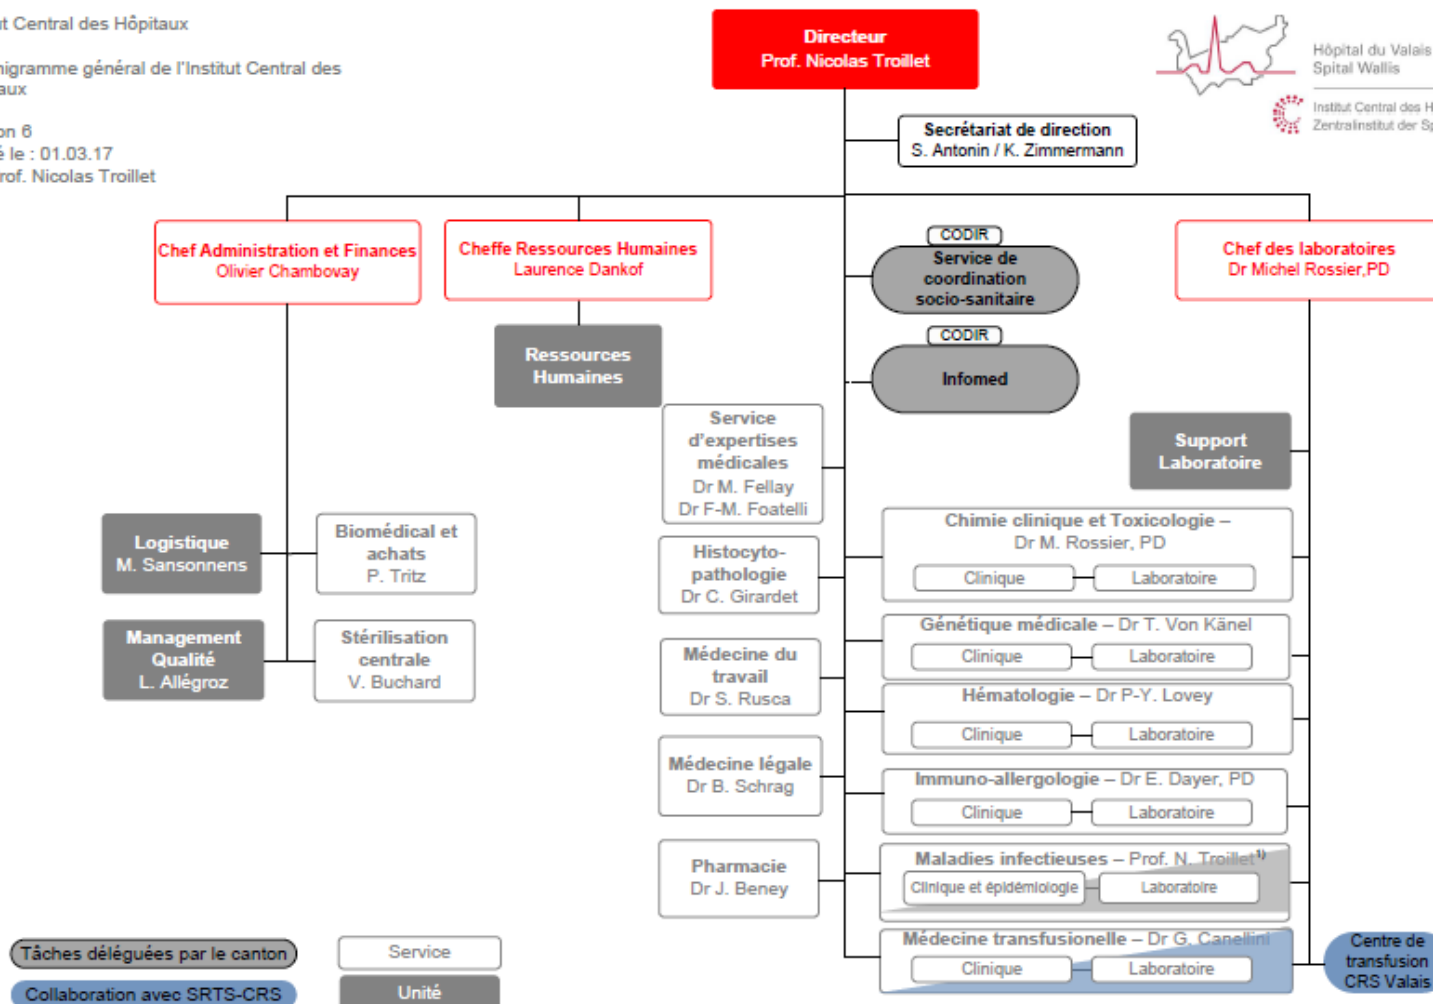 Central des Hôpitaux
général de l'Institut Central des
6
le : 01.03.17
Nicolas Troillet
Directeur
Prof. Nicolas Troillet
Hôpital du Valais
Spital Wallis
Institut Central des
Zentralinstitut der
Secrétariat de direction
S. Antonin / K. Zimmermann
Chef Administration et Finances
Olivier Chambovay
Cheffe Ressources Humaines
Laurence Dankof
CODIR
Service de
coordination
socio-sanitaire
Chef des laboratoires
Dr Michel Rossier,PD
Ressources
Humaines
CODIR
Infomed
Service
d'expertises
médicales
Dr M. Fellay
Dr F-M. Foatelli
Support
Laboratoire
Logistique
M. Sansonnens
Biomédical et
achats
P. Tritz
Histocyto-
pathologie
Dr C. Girardet
Chimie clinique et Toxicologie –
Dr M. Rossier, PD
Clinique
Laboratoire
Management
Qualité
L. Allégroz
Stérilisation
centrale
V. Buchard
Médecine du
travail
Dr S. Rusca
Génétique médicale – Dr T. Von Känel
Clinique
Laboratoire
Hématologie – Dr P-Y. Lovey
Clinique
Laboratoire
Médecine légale
Dr B. Schrag
Immuno-allergologie – Dr E. Dayer, PD
Clinique
Laboratoire
Pharmacie
Dr J. Beney
Maladies infectieuses – Prof. N. Troillet 1)
Clinique et épidémiologie
Laboratoire
Médecine transfusionelle – Dr G. Canellini
Clinique
Laboratoire
Centre de
transfusion
CRS Valais
Tâches déléguées par le canton
Service
Collaboration avec SRTS-CRS
Unité